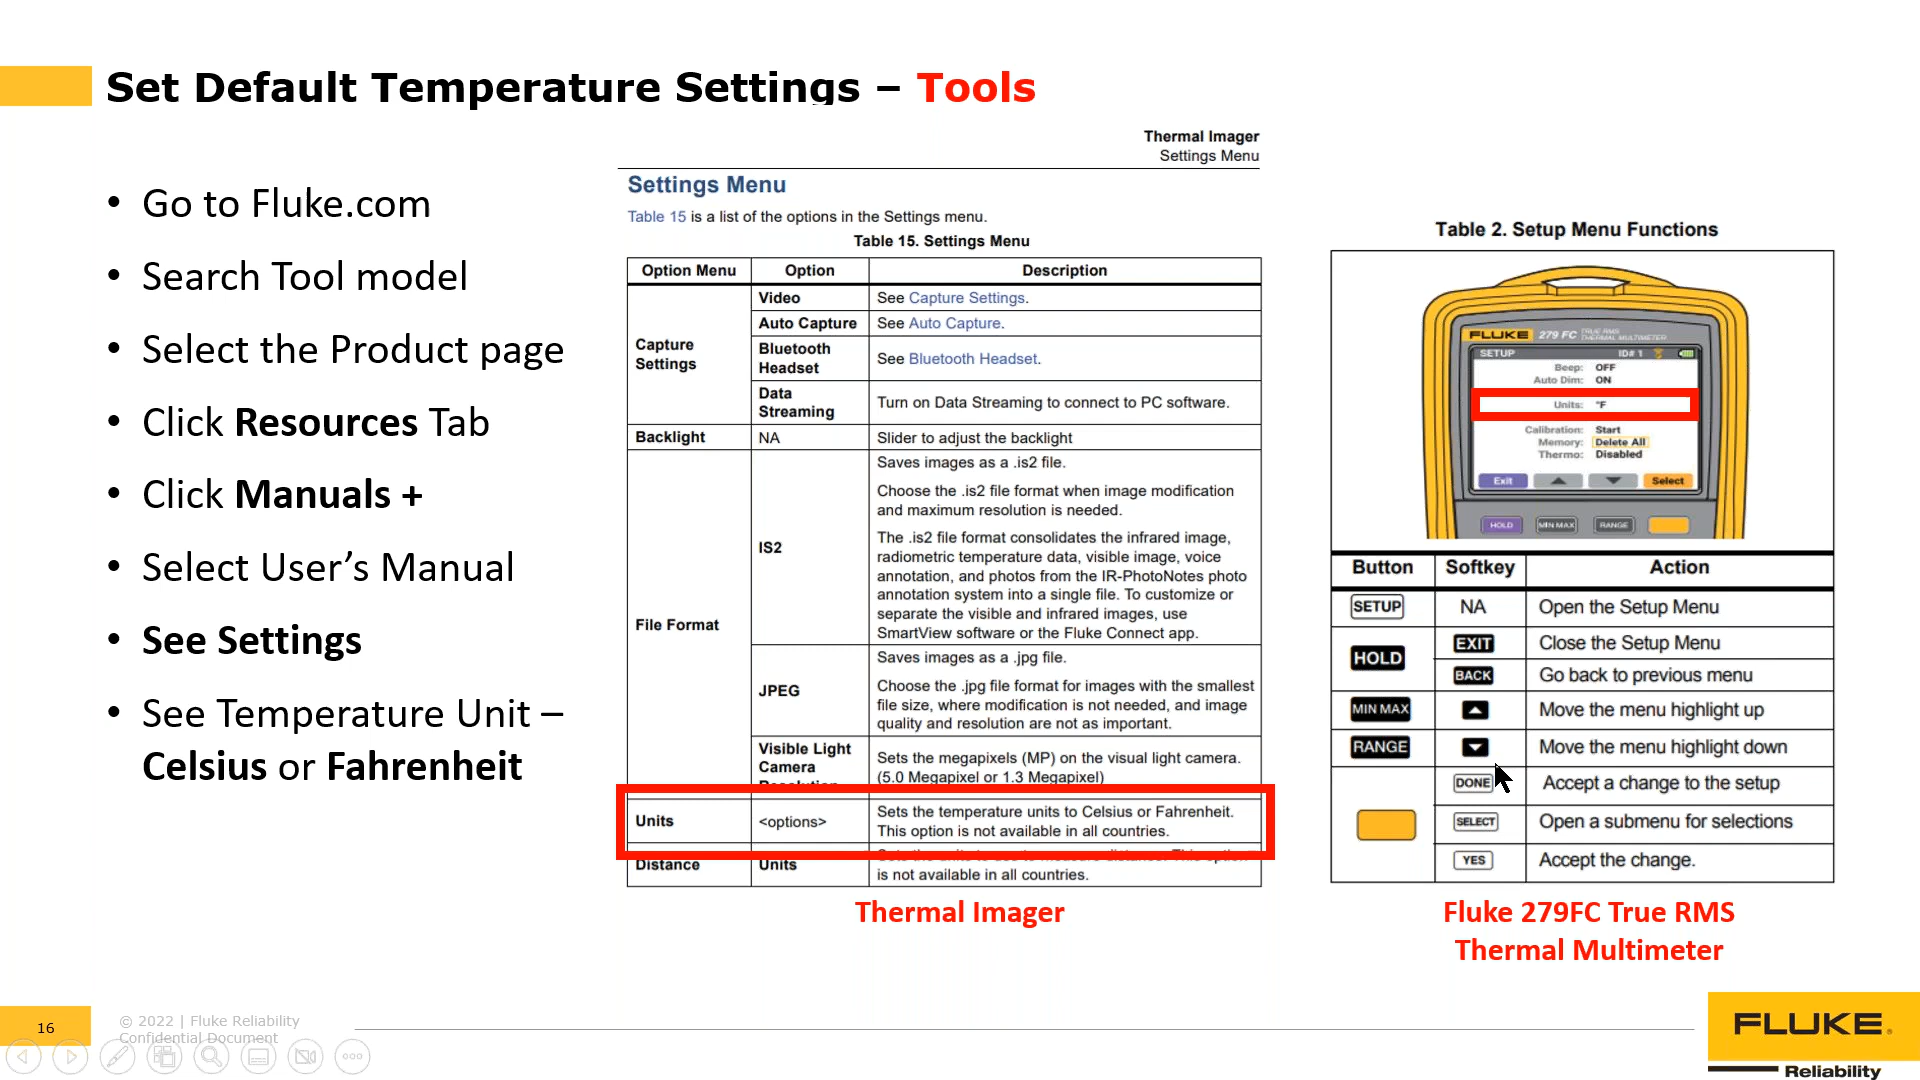 Set Default Temperature Settings – Tools
• Go to Fluke.com
• Search Tool model
• Select the Product page
• Click Resources Tab
• Click Manuals +
• Select User’s Manual
• See Settings
• See Temperature Unit –
Celsius or Fahrenheit
Thermal Imager
Settings Menu
Settings Menu
Table 15 is a list of the options in the Settings menu.
Table 15. Settings Menu
Option Menu Option Description
Capture
Settings
Video See Capture Settings.
Auto Capture See Auto Capture.
Bluetooth
Headset
See Bluetooth Headset.
Data
Streaming
Turn on Data Streaming to connect to PC software.
Backlight NA Slider to adjust the backlight
File Format
IS2
Saves images as a .is2 file.
Choose the .is2 file format when image modification
and maximum resolution is needed.
The .is2 file format consolidates the infrared image,
radiometric temperature data, visible image, voice
annotation, and photos from the IR-PhotoNotes photo
annotation system into a single file. To customize or
separate the visible and infrared images, use
SmartView software or the Fluke Connect app.
JPEG
Saves images as a .jpg file.
Choose the .jpg file format for images with the smallest
file size, where modification is not needed, and image
quality and resolution are not as important.
Visible Light
Camera
Resolution
Sets the megapixels (MP) on the visual light camera.
(5.0 Megapixel or 1.3 Megapixel)
Units <options> Sets the temperature units to Celsius or Fahrenheit.
This option is not available in all countries.
Distance Units
is not available in all countries.
Thermal Imager
Table 2. Setup Menu Functions
FLUKE 279 FC TRUE RMS
THERMAL MULTIMETER
SETUP ID# 1
Beep: OFF
Auto Dim: ON
Units: °F
Calibration: Start
Memory: Delete All
Thermo: Disabled
Exit Select
HOLD MIN MAX RANGE
Button Softkey Action
SETUP NA Open the Setup Menu
HOLD
EXIT Close the Setup Menu
BACK Go back to previous menu
MIN MAX Move the menu highlight up
RANGE Move the menu highlight down
DONE Accept a change to the setup
SELECT Open a submenu for selections
YES Accept the change.
Fluke 279FC True RMS
Thermal Multimeter
16
© 2022 | Fluke Reliability
Confidential Document
FLUKE®
Reliability